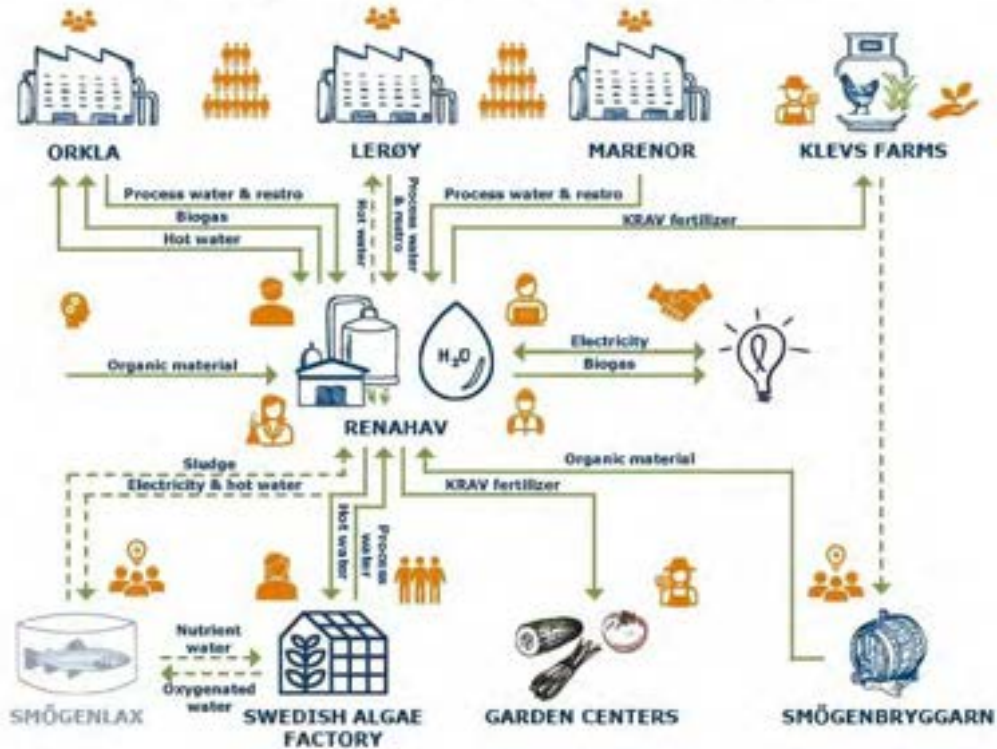 ORKLA
LERØY
MARENOR
KLEVS FARMS
Process water & restro
Biogas
Hot water
Hot water
Process water
& restro
Process water & restro
KRAV fertilizer
Organic material
H₂O
Electricity
Biogas
RENAHAV
Sludge
Electricity & hot water
Hot water
Process
water
KRAV fertilizer
Organic material
Nutrient
water
Oxygenated
water
SMÖGENLAX
SWEDISH ALGAE
FACTORY
GARDEN CENTERS
SMÖGENBRYGGARN